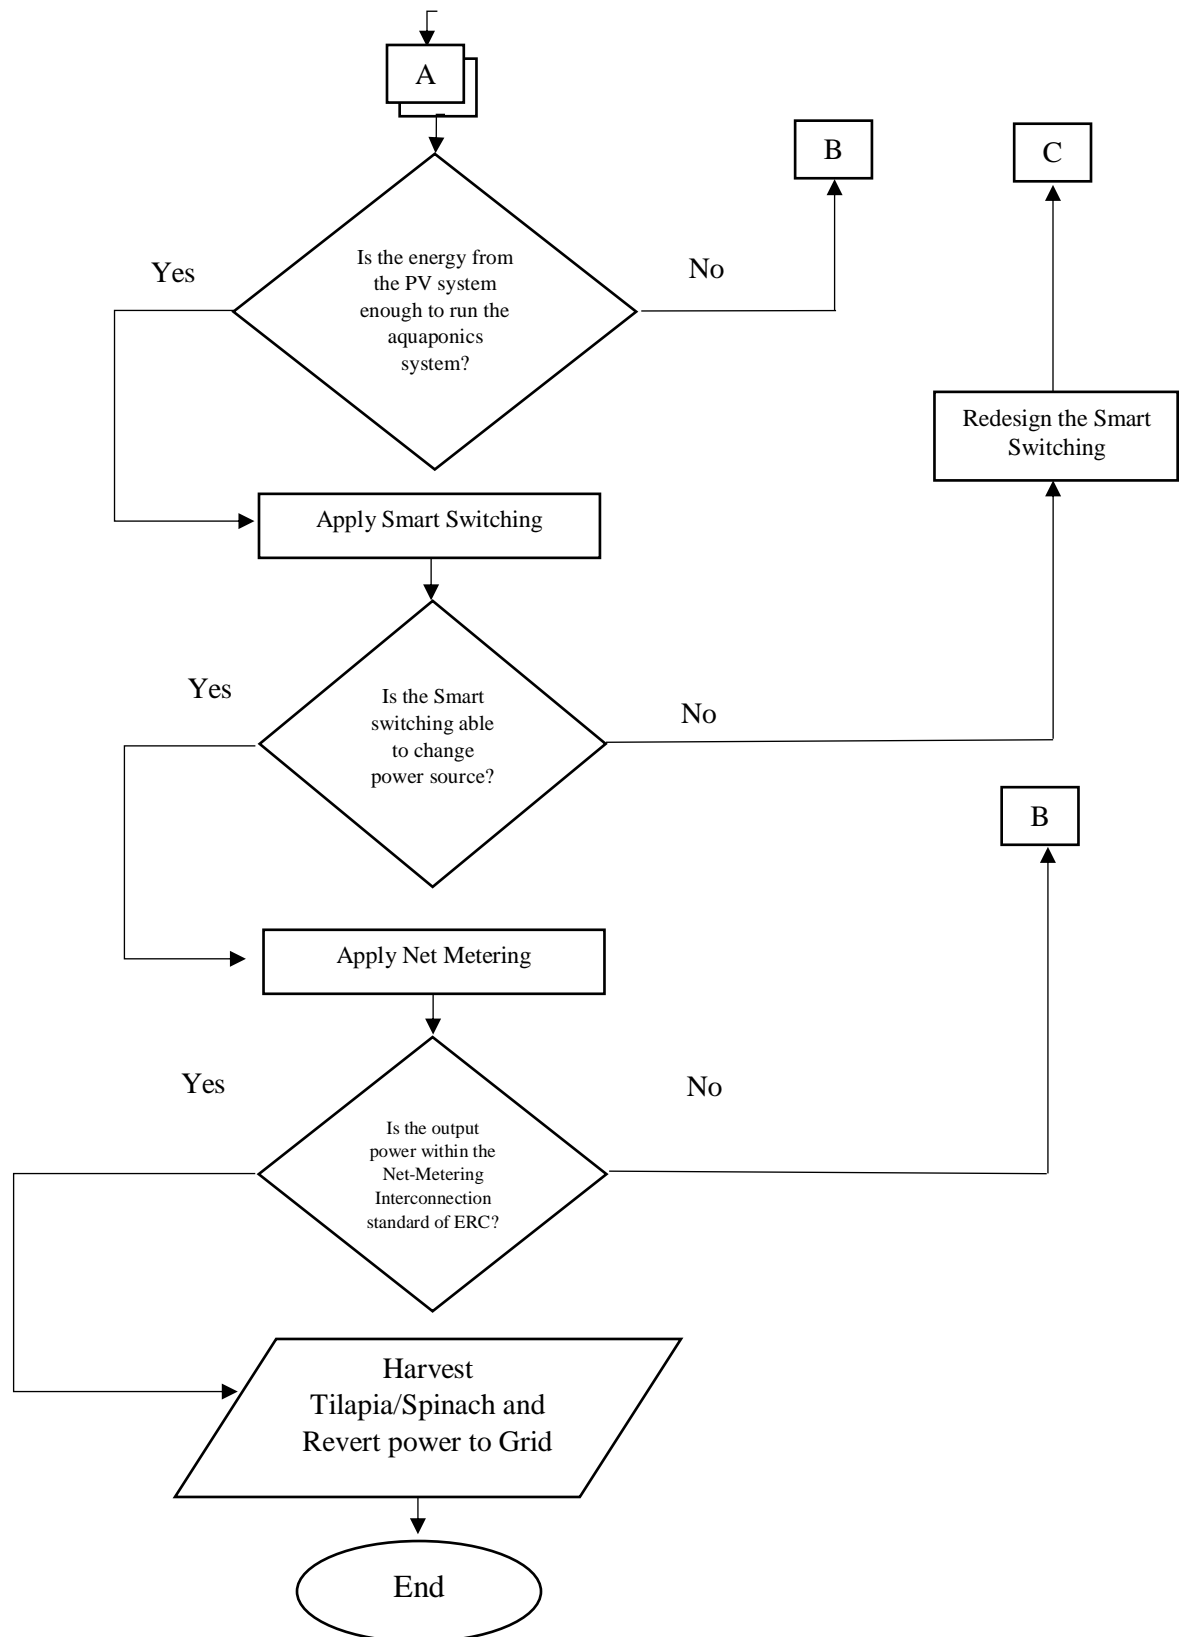 A
B
C
Yes
Is the energy from
the PV system
enough to run the
aquaponics
system?
No
Redesign the Smart
Switching
Apply Smart Switching
Yes
Is the Smart
switching able
to change
power source?
No
B
Apply Net Metering
Yes
Is the output
power within the
Net-Metering
Interconnection
standard of ERC?
No
Harvest
Tilapia/Spinach and
Revert power to Grid
End